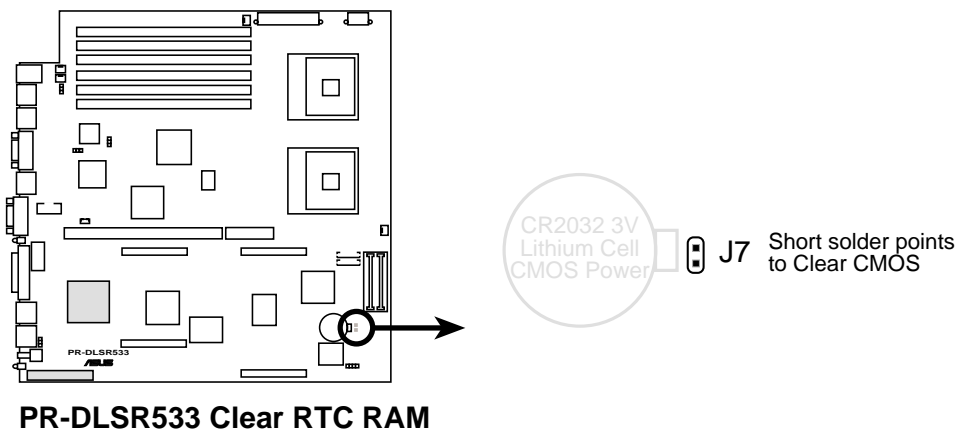 CR2032 3V
Lithium Cell
CMOS Power
J7
Short solder points
to Clear CMOS
PR-DLSR533
ASUS
PR-DLSR533 Clear RTC RAM